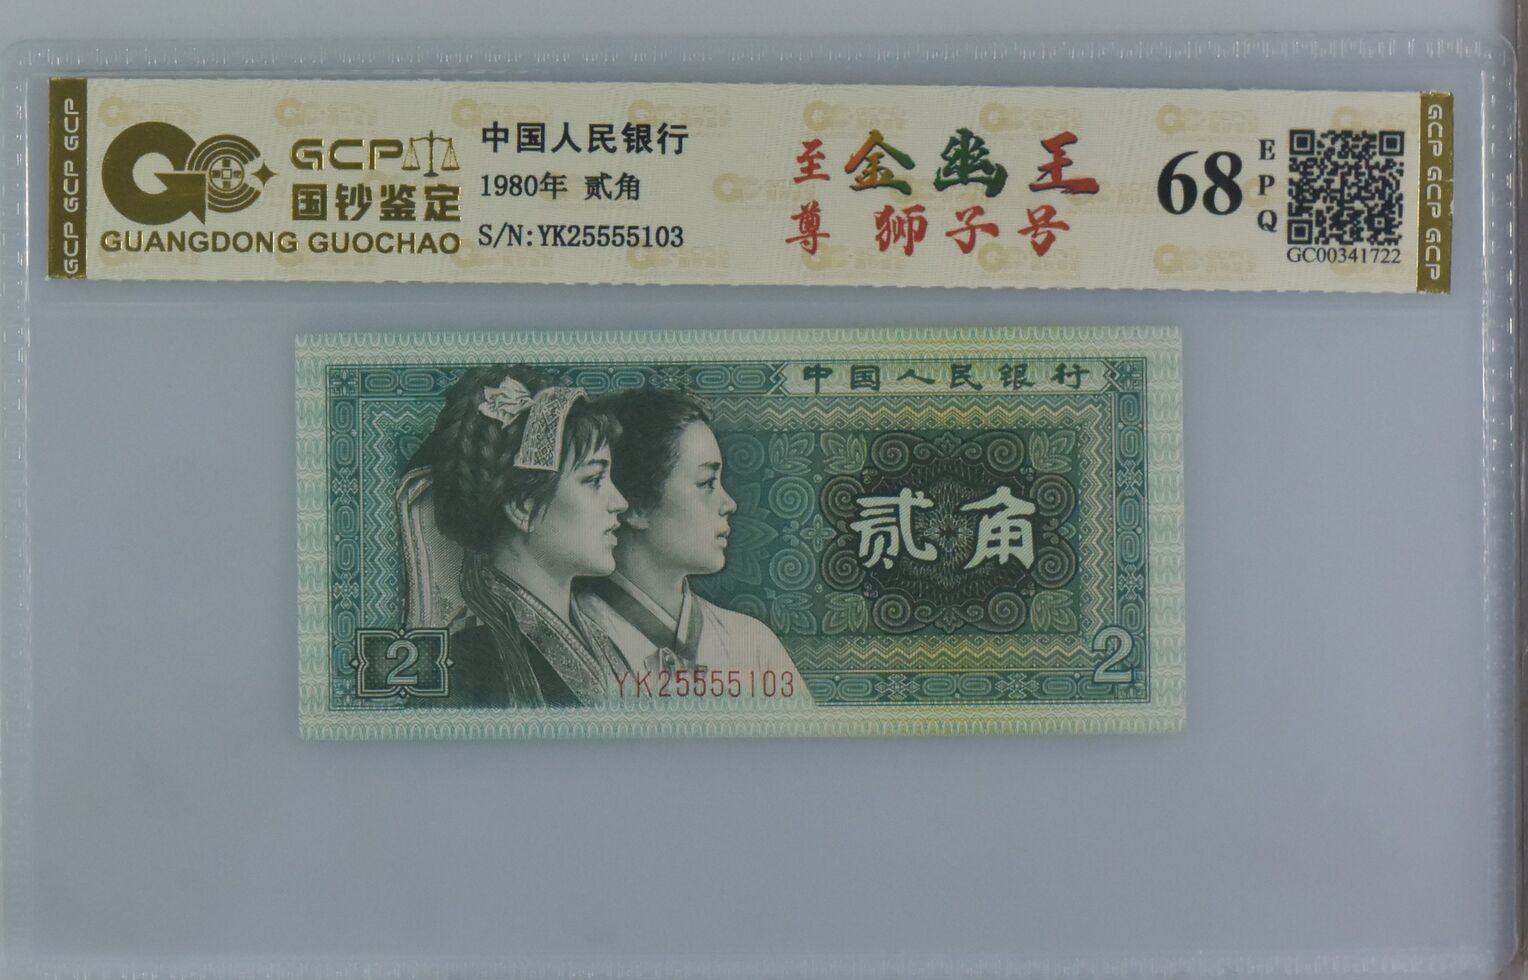 GCP GCP GCP
GCP
国钞鉴定
GUANGDONG GUOCHAO
中国人民银行
1980年 贰角
S/N:YK25555103
至尊 金幽王
狮子号
68 EPQ
GC00341722
GCP GCP GCP
中国人民银行
贰角
2
2
YK25555103